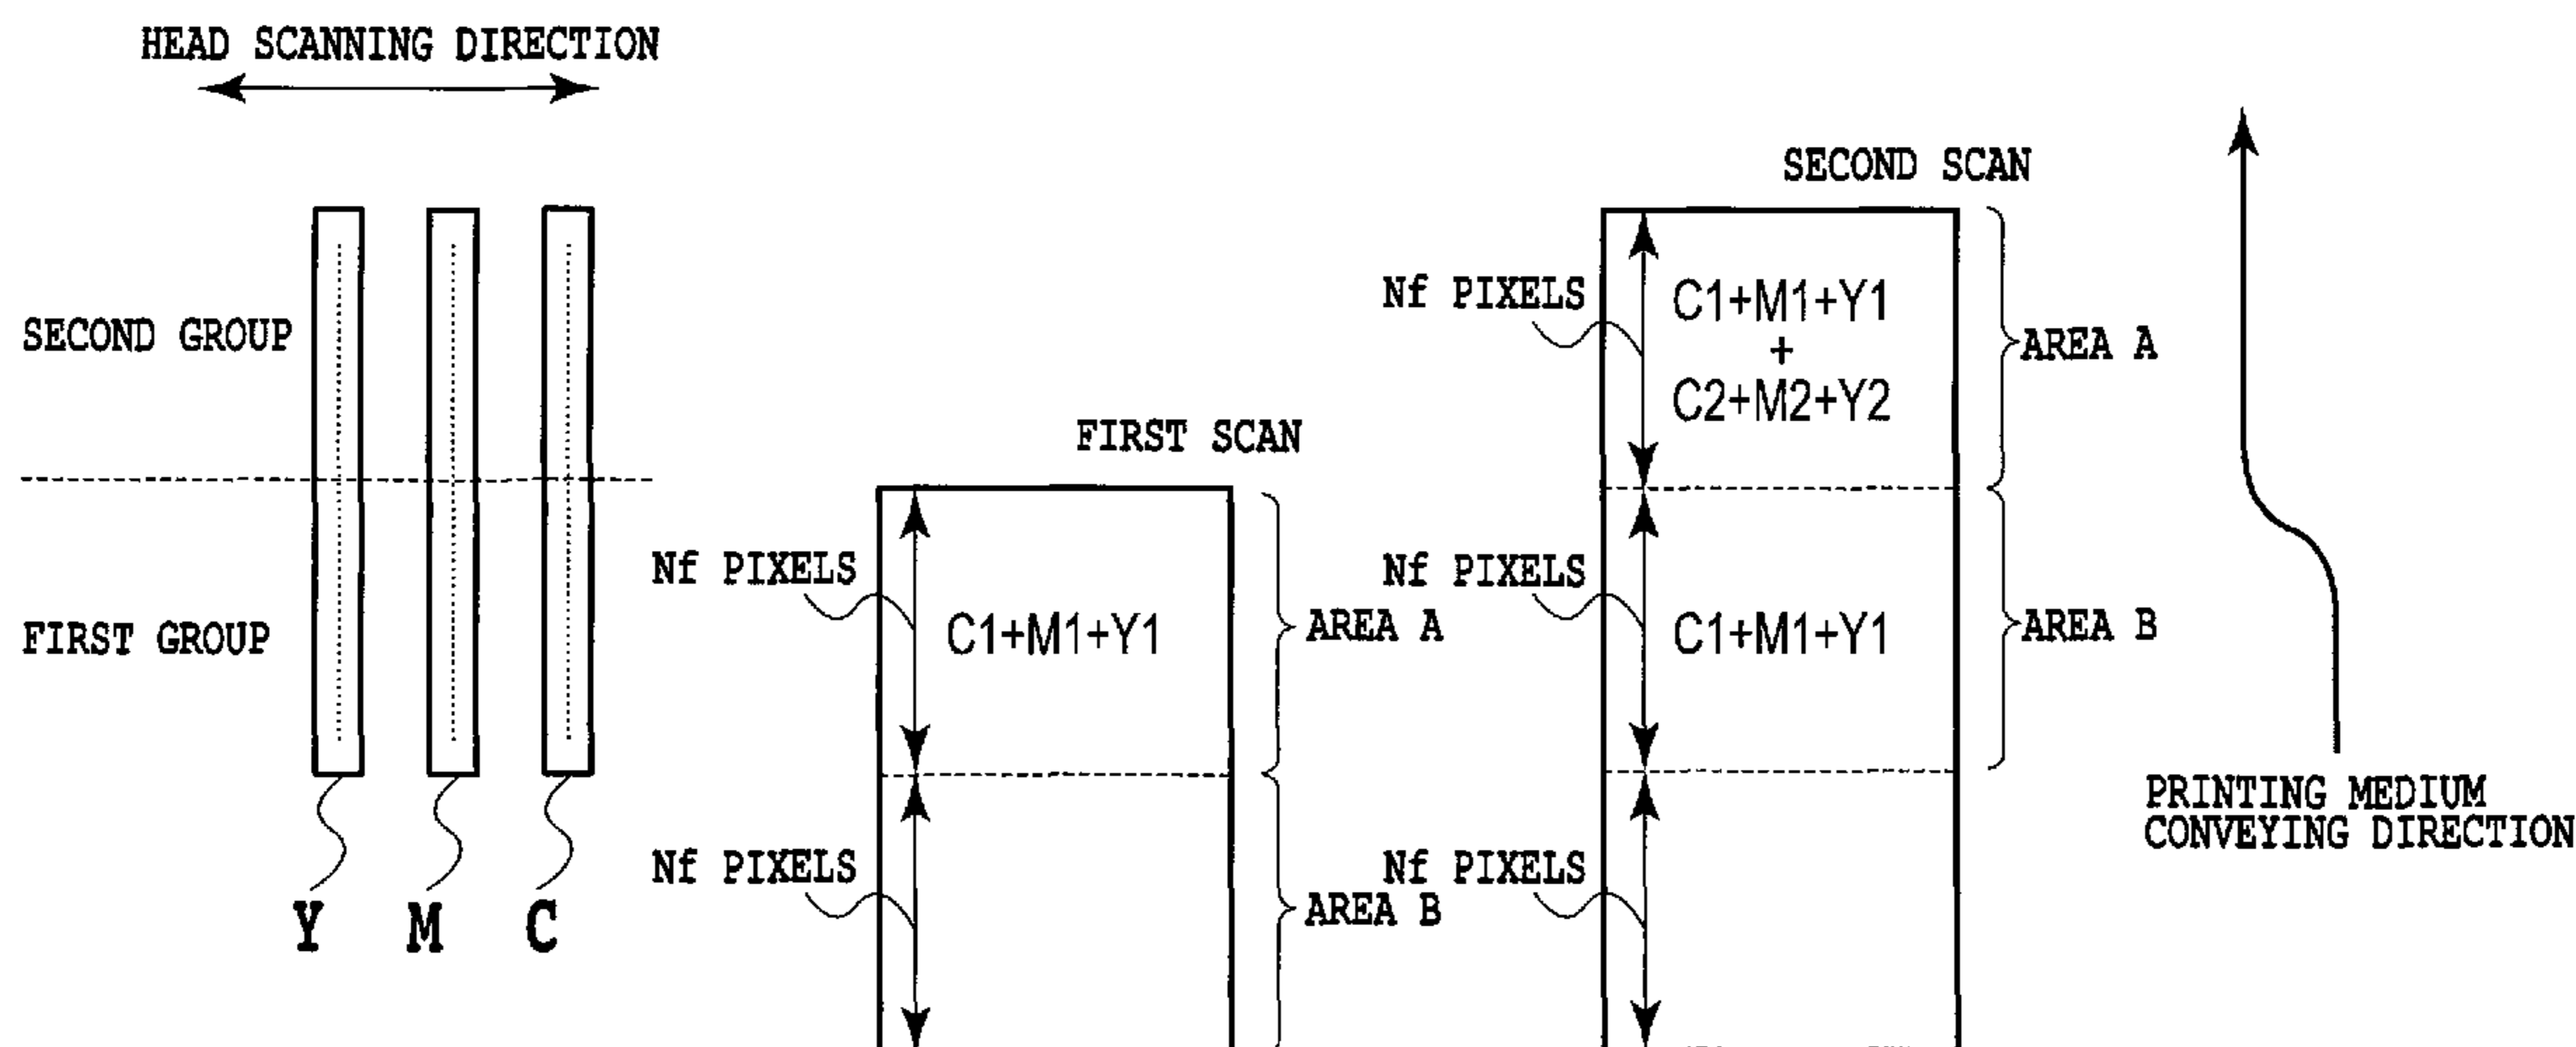 HEAD SCANNING DIRECTION
SECOND GROUP
FIRST GROUP
Y M C
FIRST SCAN
Nf PIXELS
C1+M1+Y1
AREA A
Nf PIXELS
AREA B
SECOND SCAN
Nf PIXELS
C1+M1+Y1
+
C2+M2+Y2
AREA A
Nf PIXELS
C1+M1+Y1
AREA B
Nf PIXELS
PRINTING MEDIUM
CONVEYING DIRECTION